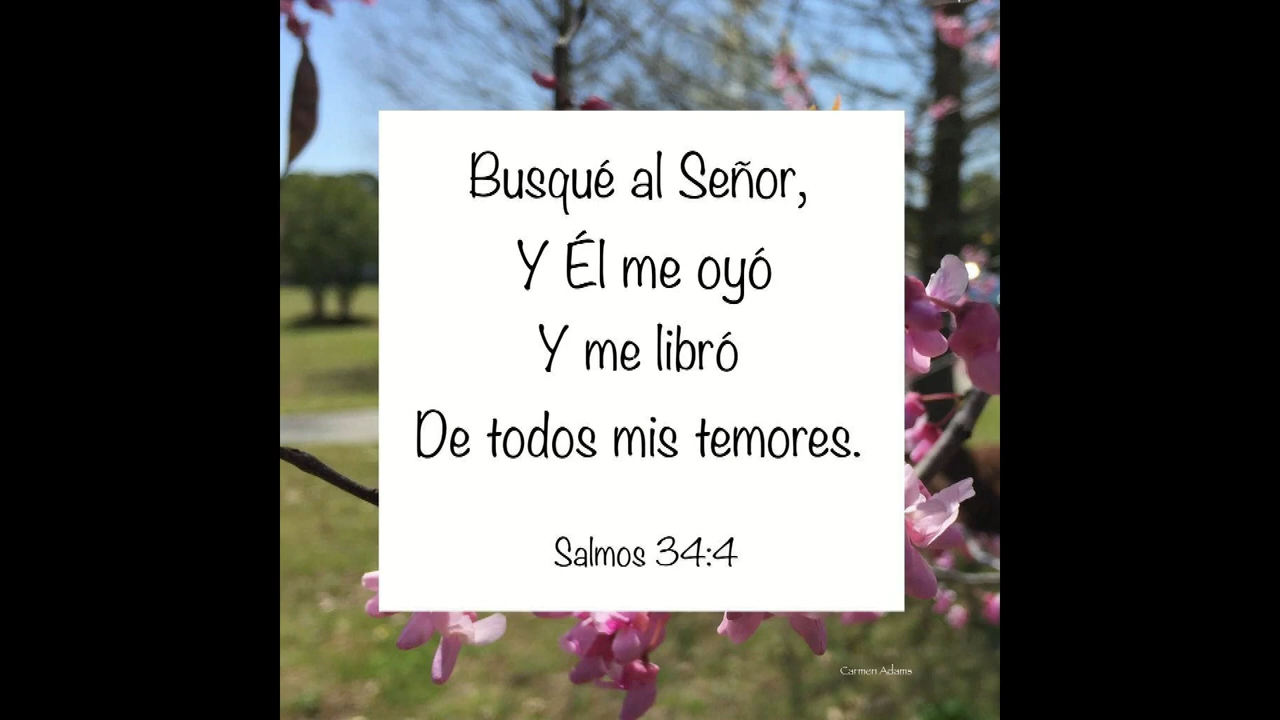 Busqué al Señor,
Y Él me oyó
Y me libró
De todos mis temores.
Salmos 34:4
Carmen Adams